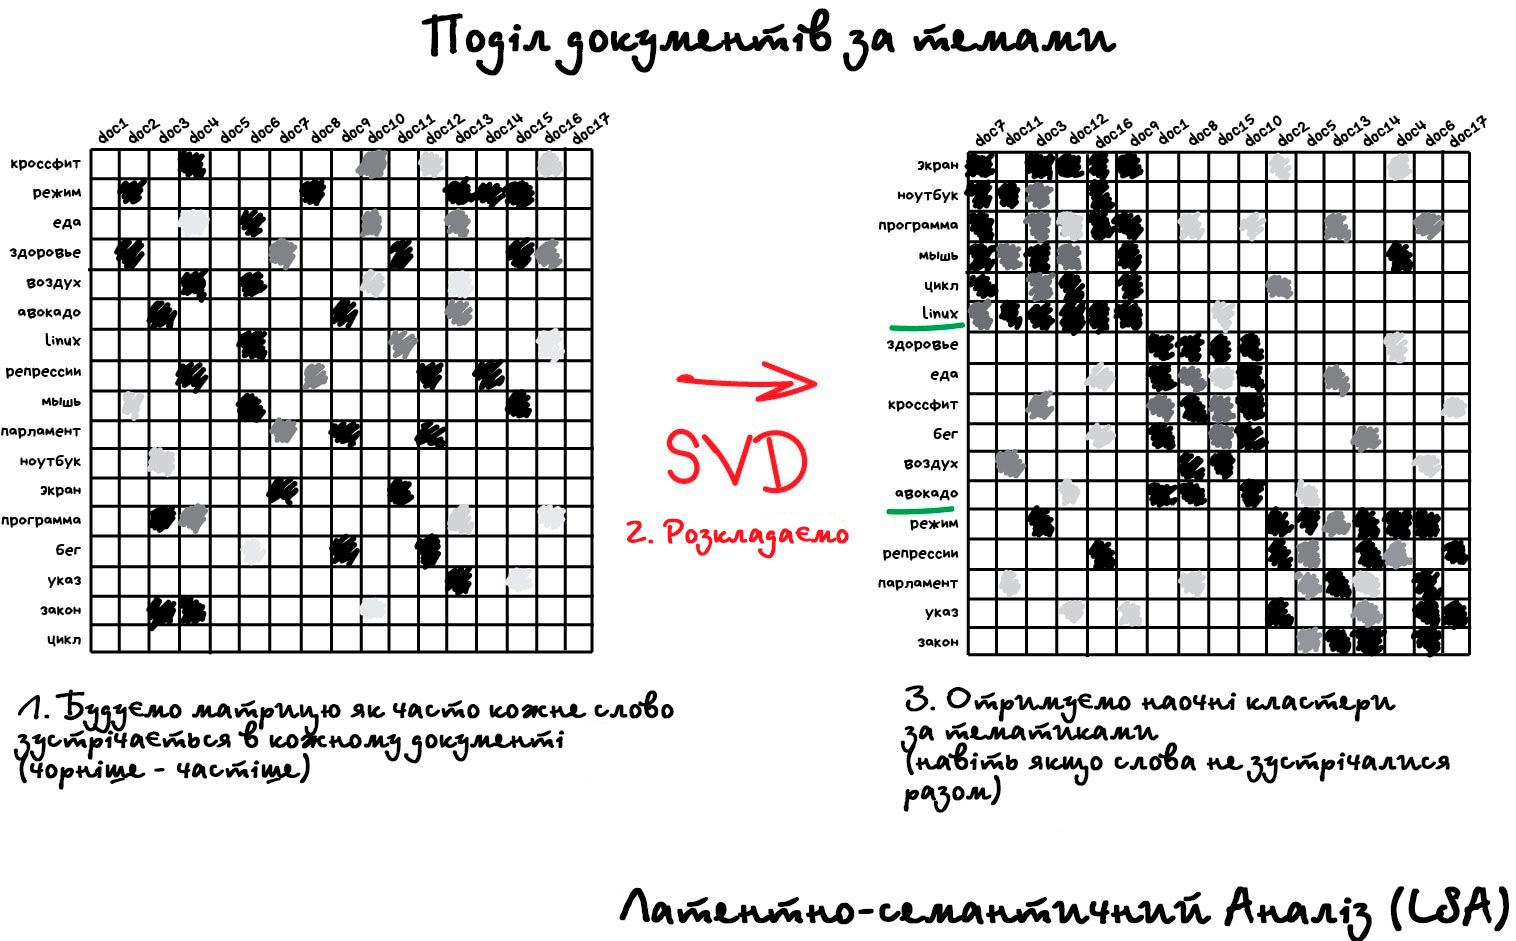 Поділ документів за темами
doc1 doc2 doc3 doc4 doc5 doc6 doc7 doc8 doc9 doc10 doc11 doc12 doc13 doc14 doc15 doc16 doc17
кроссфит
режим
еда
здоровье
воздух
авокадо
linux
репрессии
мышь
парламент
ноутбук
экран
программа
бег
указ
закон
цикл
1. Будуємо матрицю як часто кожне слово
зустрічається в кожному документі
(чорніше - частіше)
SVD
2. Розкладаємо
doc7 doc11 doc3 doc12 doc16 doc9 doc1 doc8 doc15 doc10 doc2 doc5 doc13 doc14 doc4 doc6 doc17
экран
ноутбук
программа
мышь
цикл
linux
здоровье
еда
кроссфит
бег
воздух
авокадо
режим
репрессии
парламент
указ
закон
3. Отримуємо наочні кластери
за тематиками
(навіть якщо слова не зустрічалися
разом)
Латентно-семантичний Аналіз (LSA)